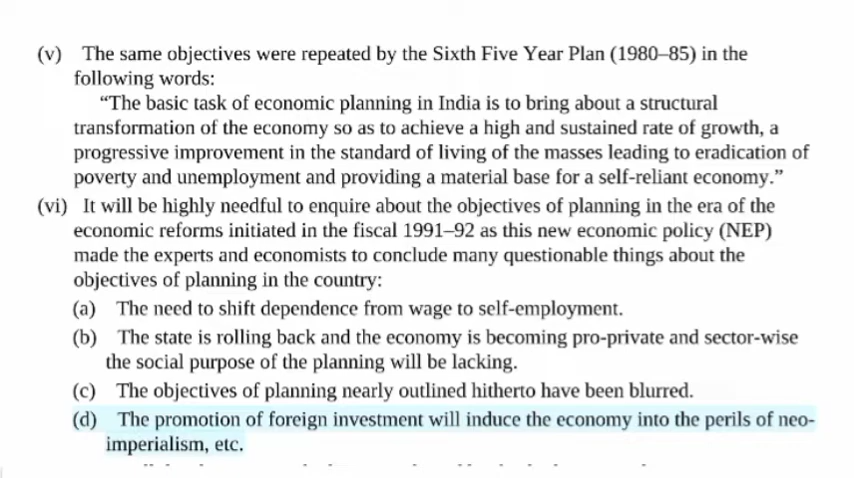 (v) The same objectives were repeated by the Sixth Five Year Plan (1980–85) in the
following words:
“The basic task of economic planning in India is to bring about a structural
transformation of the economy so as to achieve a high and sustained rate of growth, a
progressive improvement in the standard of living of the masses leading to eradication of
poverty and unemployment and providing a material base for a self-reliant economy.”
(vi) It will be highly needful to enquire about the objectives of planning in the era of the
economic reforms initiated in the fiscal 1991–92 as this new economic policy (NEP)
made the experts and economists to conclude many questionable things about the
objectives of planning in the country:
(a) The need to shift dependence from wage to self-employment.
(b) The state is rolling back and the economy is becoming pro-private and sector-wise
the social purpose of the planning will be lacking.
(c) The objectives of planning nearly outlined hitherto have been blurred.
(d) The promotion of foreign investment will induce the economy into the perils of neo-
imperialism, etc.